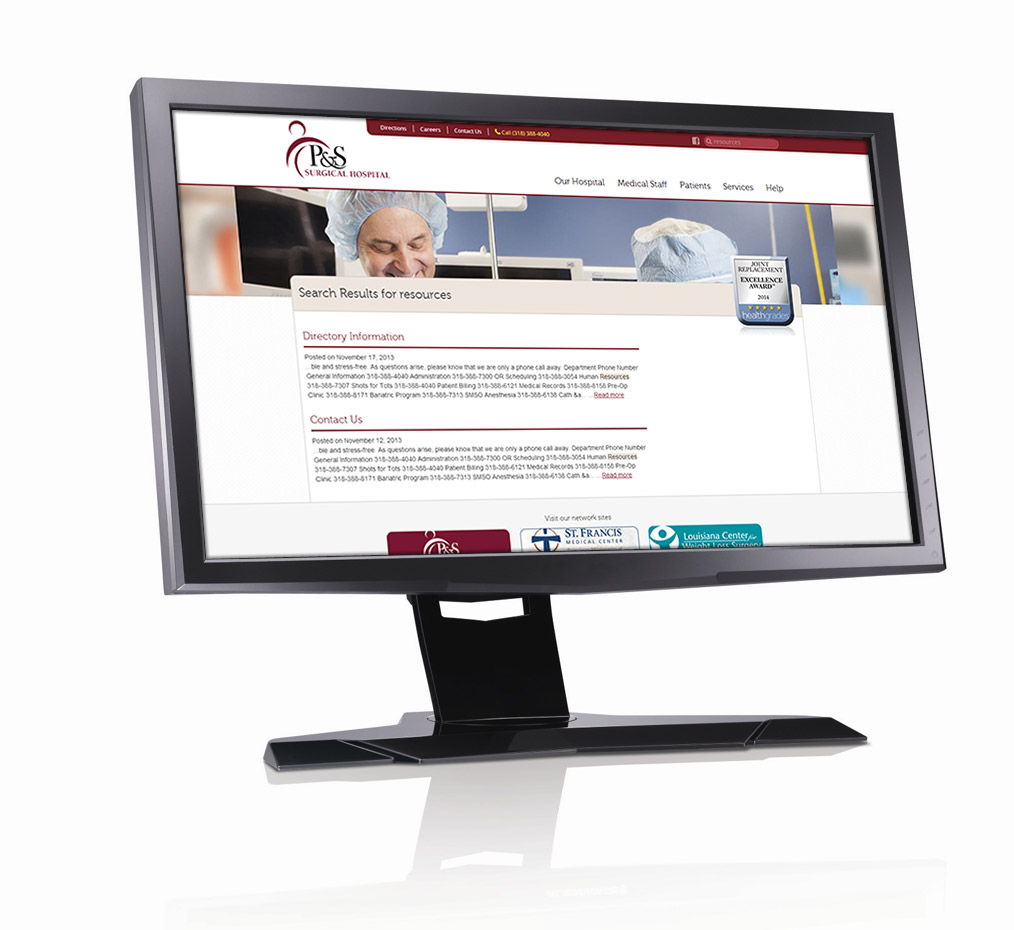 Directions | Careers | Contact Us | Call (318) 388-4040
resources
P&S
SURGICAL HOSPITAL
Our Hospital Medical Staff Patients Services Help
JOINT
REPLACEMENT
EXCELLENCE
AWARD™
2014
healthgrades
Search Results for resources
Directory Information
Posted on November 17, 2013
...ble and stress-free. As questions arise, please know that we are only a phone call away. Department Phone Number
General Information 318-388-4040 Administration 318-388-7300 OR Scheduling 318-388-3054 Human Resources
318-388-7307 Shots for Tots 318-388-4040 Patient Billing 318-388-6121 Medical Records 318-388-8158 Pre-Op
Clinic 318-388-8171 Bariatric Program 318-388-7313 SMSO Anesthesia 318-388-6138 Cath &a...... Read more
Contact Us
Posted on November 12, 2013
...ble and stress-free. As questions arise, please know that we are only a phone call away. Department Phone Number
General Information 318-388-4040 Administration 318-388-7300 OR Scheduling 318-388-3054 Human Resources
318-388-7307 Shots for Tots 318-388-4040 Patient Billing 318-388-6121 Medical Records 318-388-8158 Pre-Op
Clinic 318-388-8171 Bariatric Program 318-388-7313 SMSO Anesthesia 318-388-6138 Cath &a...... Read more
Visit our network sites
P&S
ST. FRANCIS
MEDICAL CENTER
Louisiana Center for
Weight Loss Surgery